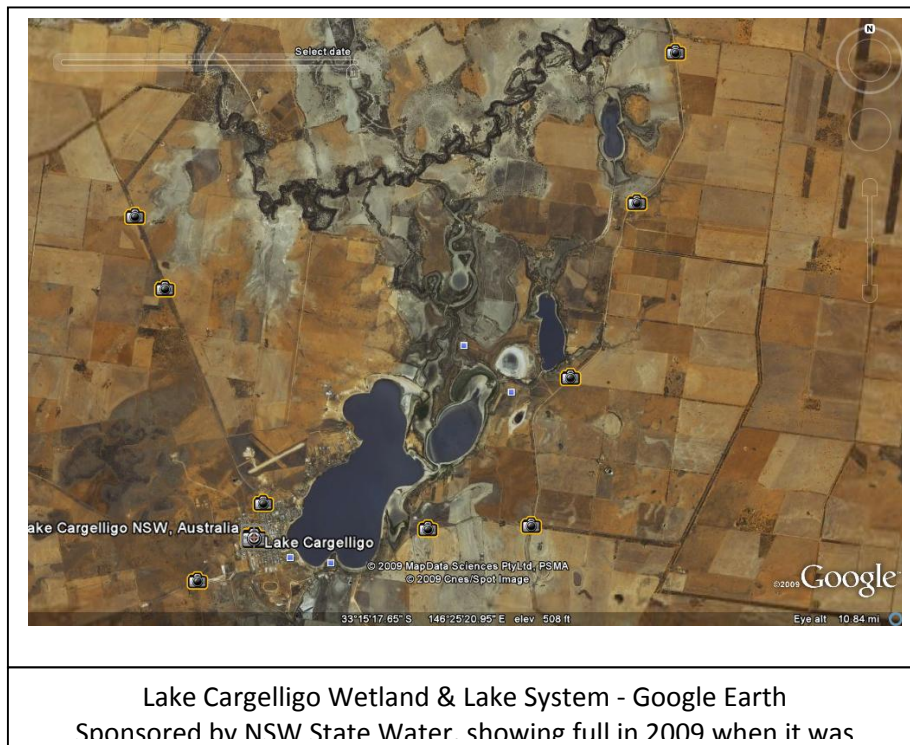 Select date
N
ake Cargelligo NSW, Australia
Lake Cargelligo
© 2009 MapData Sciences PtyLtd, PSMA
© 2009 Cnes/Spot Image
©2009 Google
33°15'17.65" S 146°25'20.95" E elev 508 ft
Eye alt 10.84 mi
Lake Cargelligo Wetland & Lake System - Google Earth
Sponsored by NSW State Water, showing full in 2009 when it was